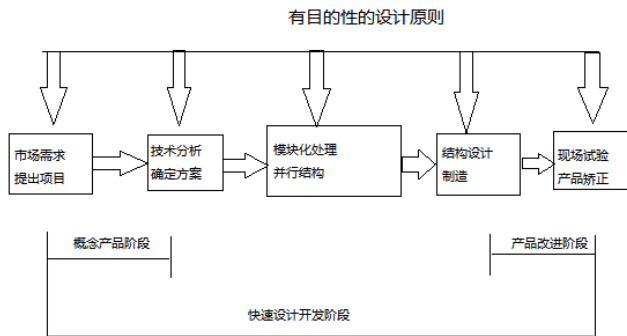 有目的性的设计原则
市场需求
提出项目
技术分析
确定方案
模块化处理
并行结构
结构设计
制造
现场试验
产品矫正
概念产品阶段
产品改进阶段
快速设计开发阶段